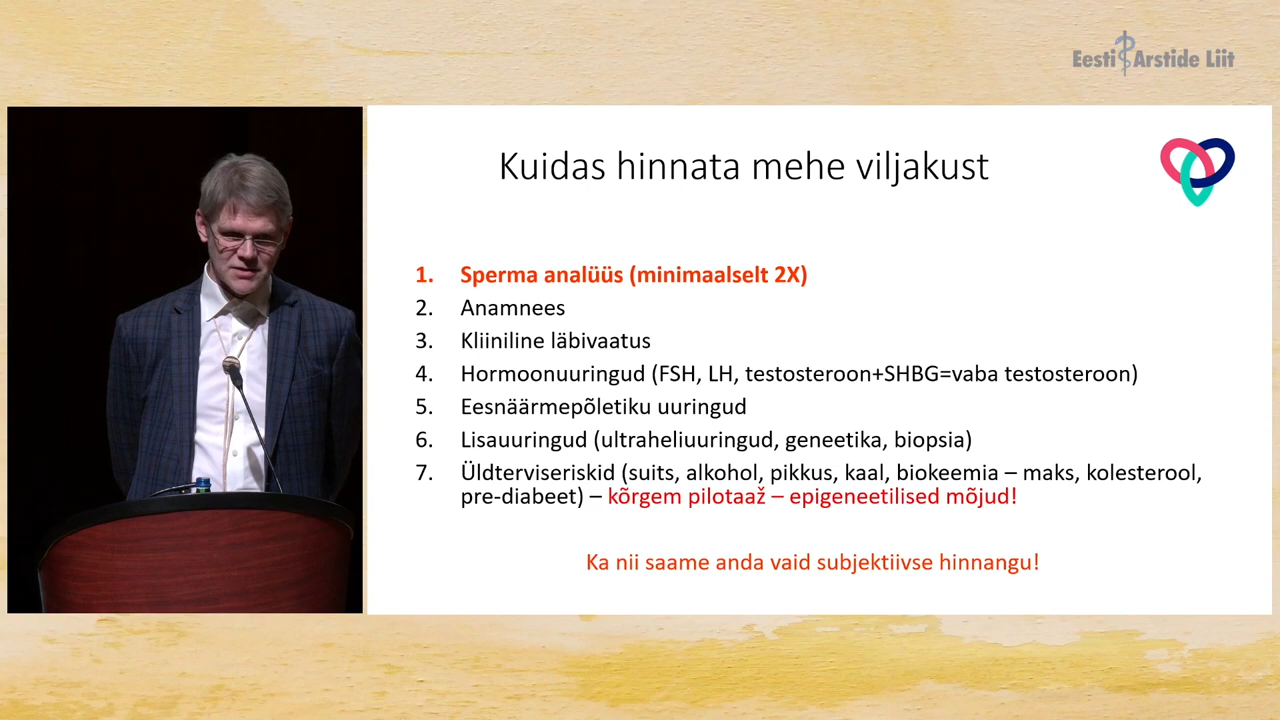 Eesti Arstide Liit
Kuidas hinnata mehe viljakust
1. Sperma analüüs (minimaalselt 2X)
2. Anamnees
3. Kliiniline läbivaatus
4. Hormoonuuringud (FSH, LH, testosteroon+SHBG=vaba testosteroon)
5. Eesnäärmepõletiku uuringud
6. Lisauuringud (ultraheliuuringud, geneetika, biopsia)
7. Üldterviseriskid (suits, alkohol, pikkus, kaal, biokeemia – maks, kolesterool,
pre-diabeet) – kõrgem pilotaaž – epigeneetilised mõjud!
Ka nii saame anda vaid subjektiivse hinnangu!